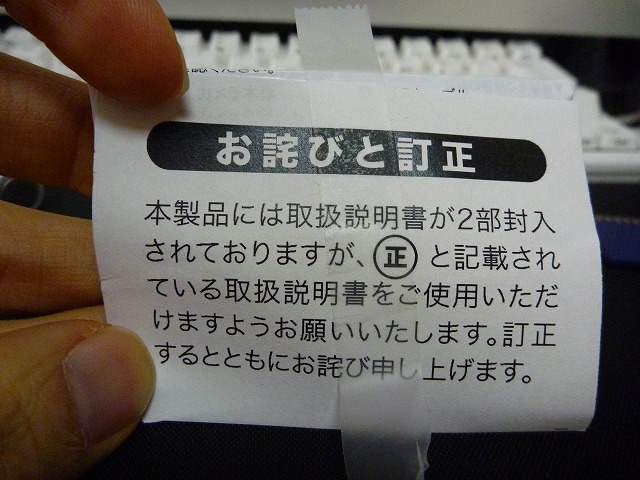 お詫びと訂正
本製品には取扱説明書が2部封入
されておりますが、㊣と記載され
ている取扱説明書をご使用いただ
けますようお願いいたします。訂正
するとともにお詫び申し上げます。